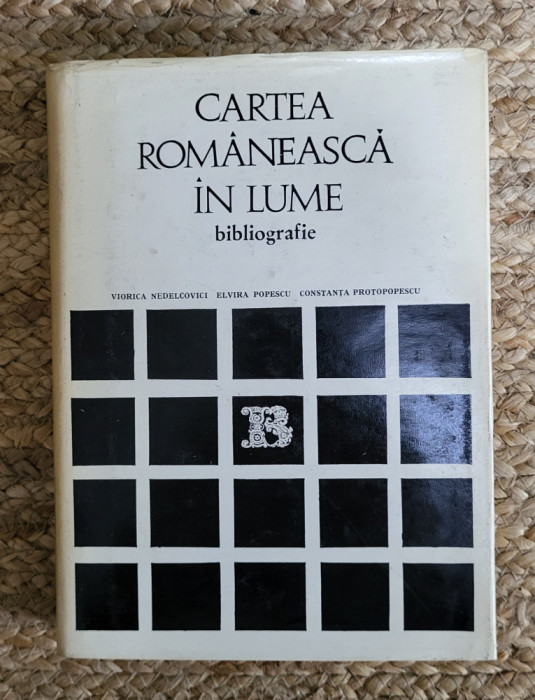 CARTEA
ROMÂNEASCĂ
ÎN LUME
bibliografie
VIORICA NEDELCOVICI ELVIRA POPESCU CONSTANȚA PROTOPOPESCU
B